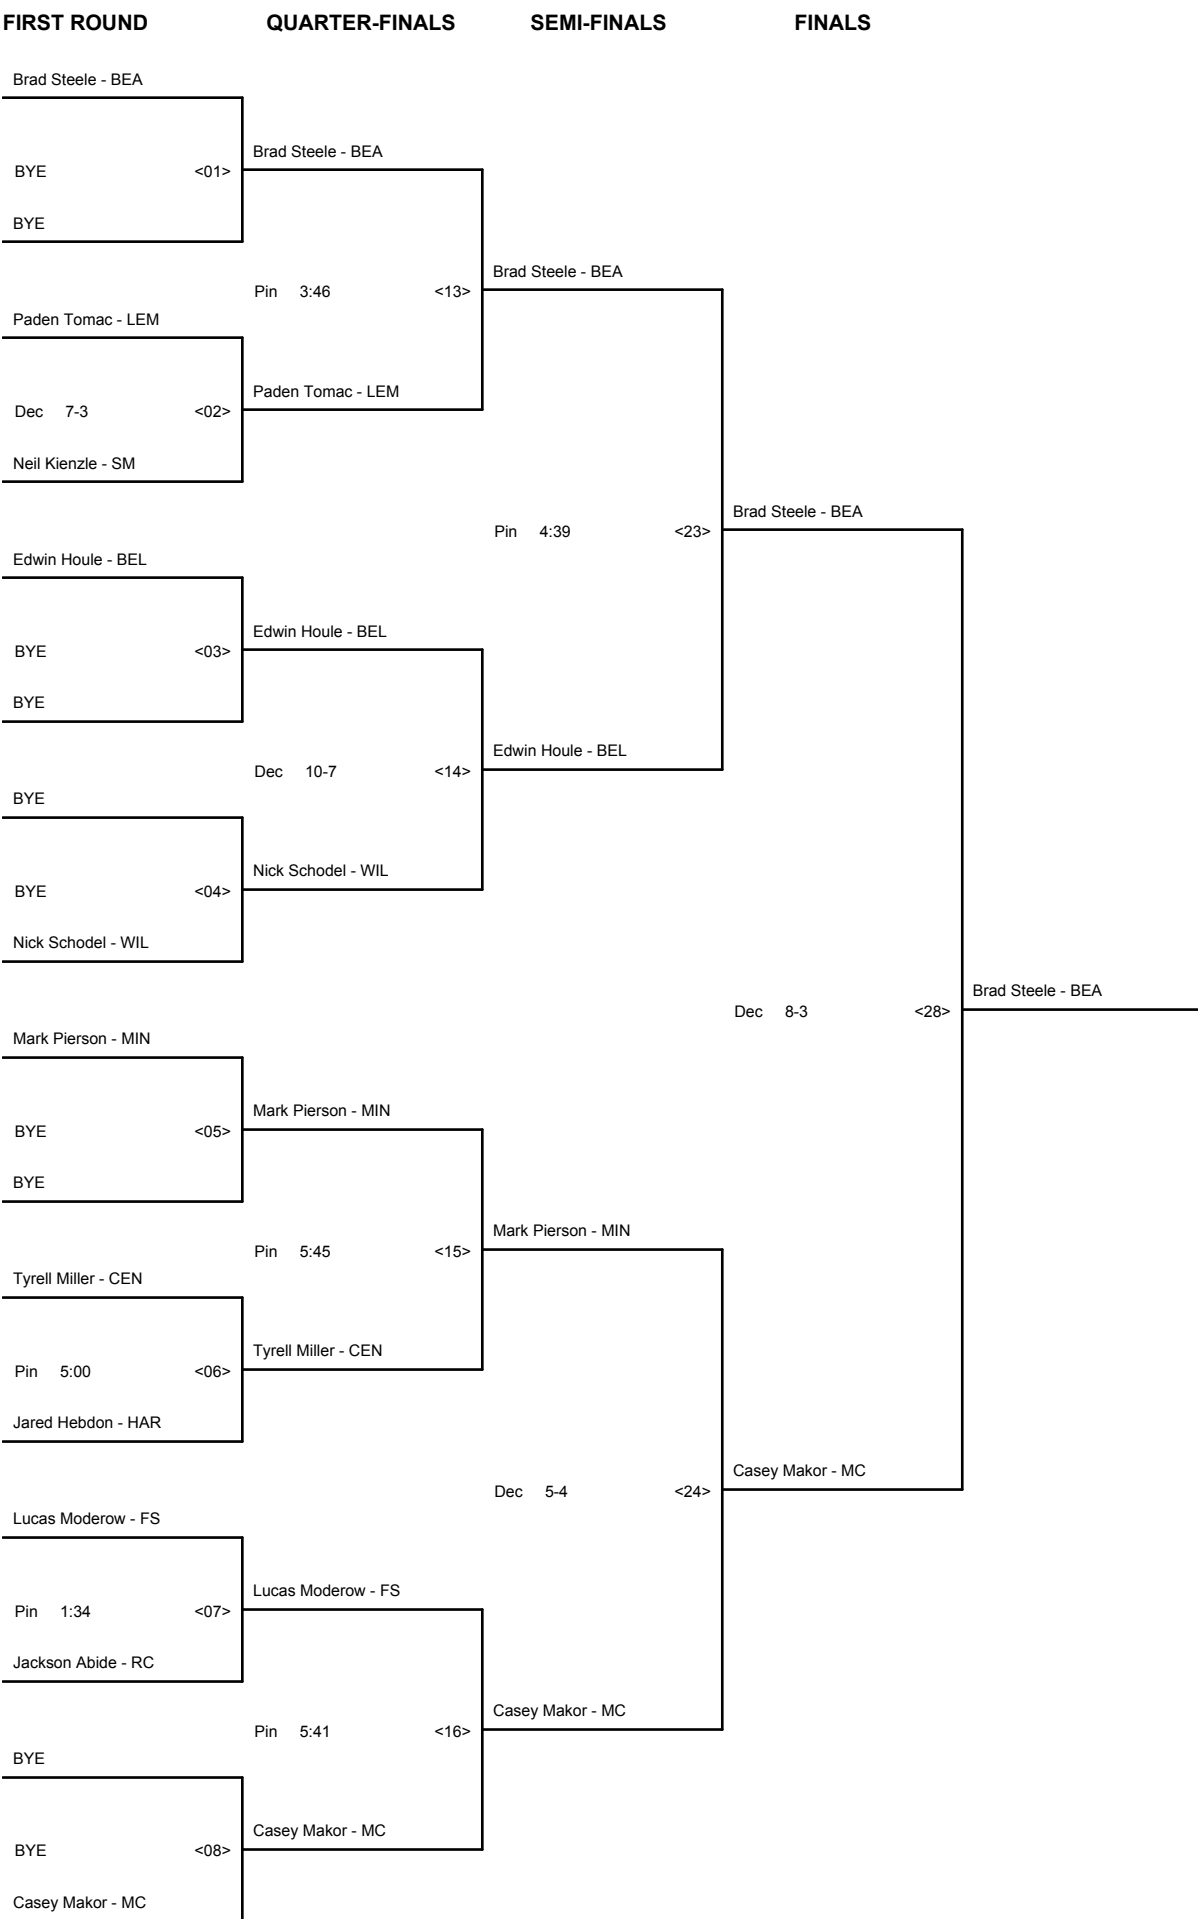 FIRST ROUND QUARTER-FINALS SEMI-FINALS FINALS
Brad Steele - BEA
Brad Steele - BEA
BYE <01>
BYE
Brad Steele - BEA
Pin 3:46 <13>
Paden Tomac - LEM
Paden Tomac - LEM
Dec 7-3 <02>
Neil Kienzle - SM
Brad Steele - BEA
Pin 4:39 <23>
Edwin Houle - BEL
Edwin Houle - BEL
BYE <03>
BYE
Edwin Houle - BEL
Dec 10-7 <14>
BYE
Nick Schodel - WIL
BYE <04>
Nick Schodel - WIL
Brad Steele - BEA
Dec 8-3 <28>
Mark Pierson - MIN
Mark Pierson - MIN
BYE <05>
BYE
Mark Pierson - MIN
Pin 5:45 <15>
Tyrell Miller - CEN
Tyrell Miller - CEN
Pin 5:00 <06>
Jared Hebdon - HAR
Casey Makor - MC
Dec 5-4 <24>
Lucas Moderow - FS
Lucas Moderow - FS
Pin 1:34 <07>
Jackson Abide - RC
Casey Makor - MC
Pin 5:41 <16>
BYE
Casey Makor - MC
BYE <08>
Casey Makor - MC